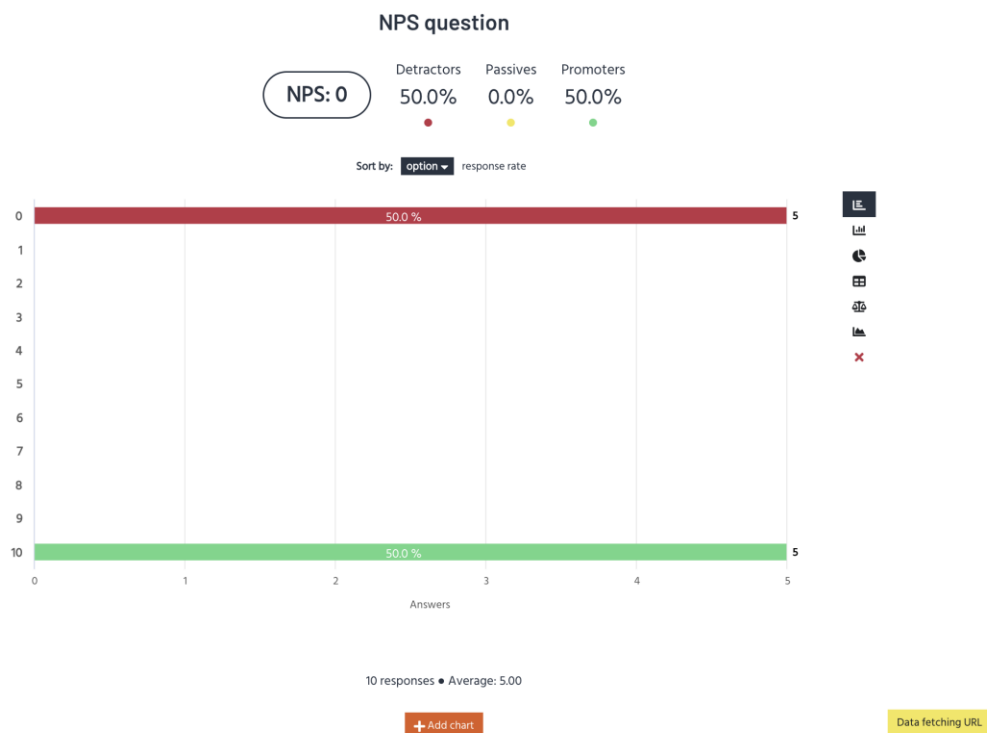 NPS question
NPS: 0
Detractors Passives Promoters
50.0% 0.0% 50.0%
Sort by: option response rate
0 50.0 % 5
1
2
3
4
5
6
7
8
9
10 50.0 % 5
0 1 2 3 4 5
Answers
10 responses ● Average: 5.00
Add chart
Data fetching URL